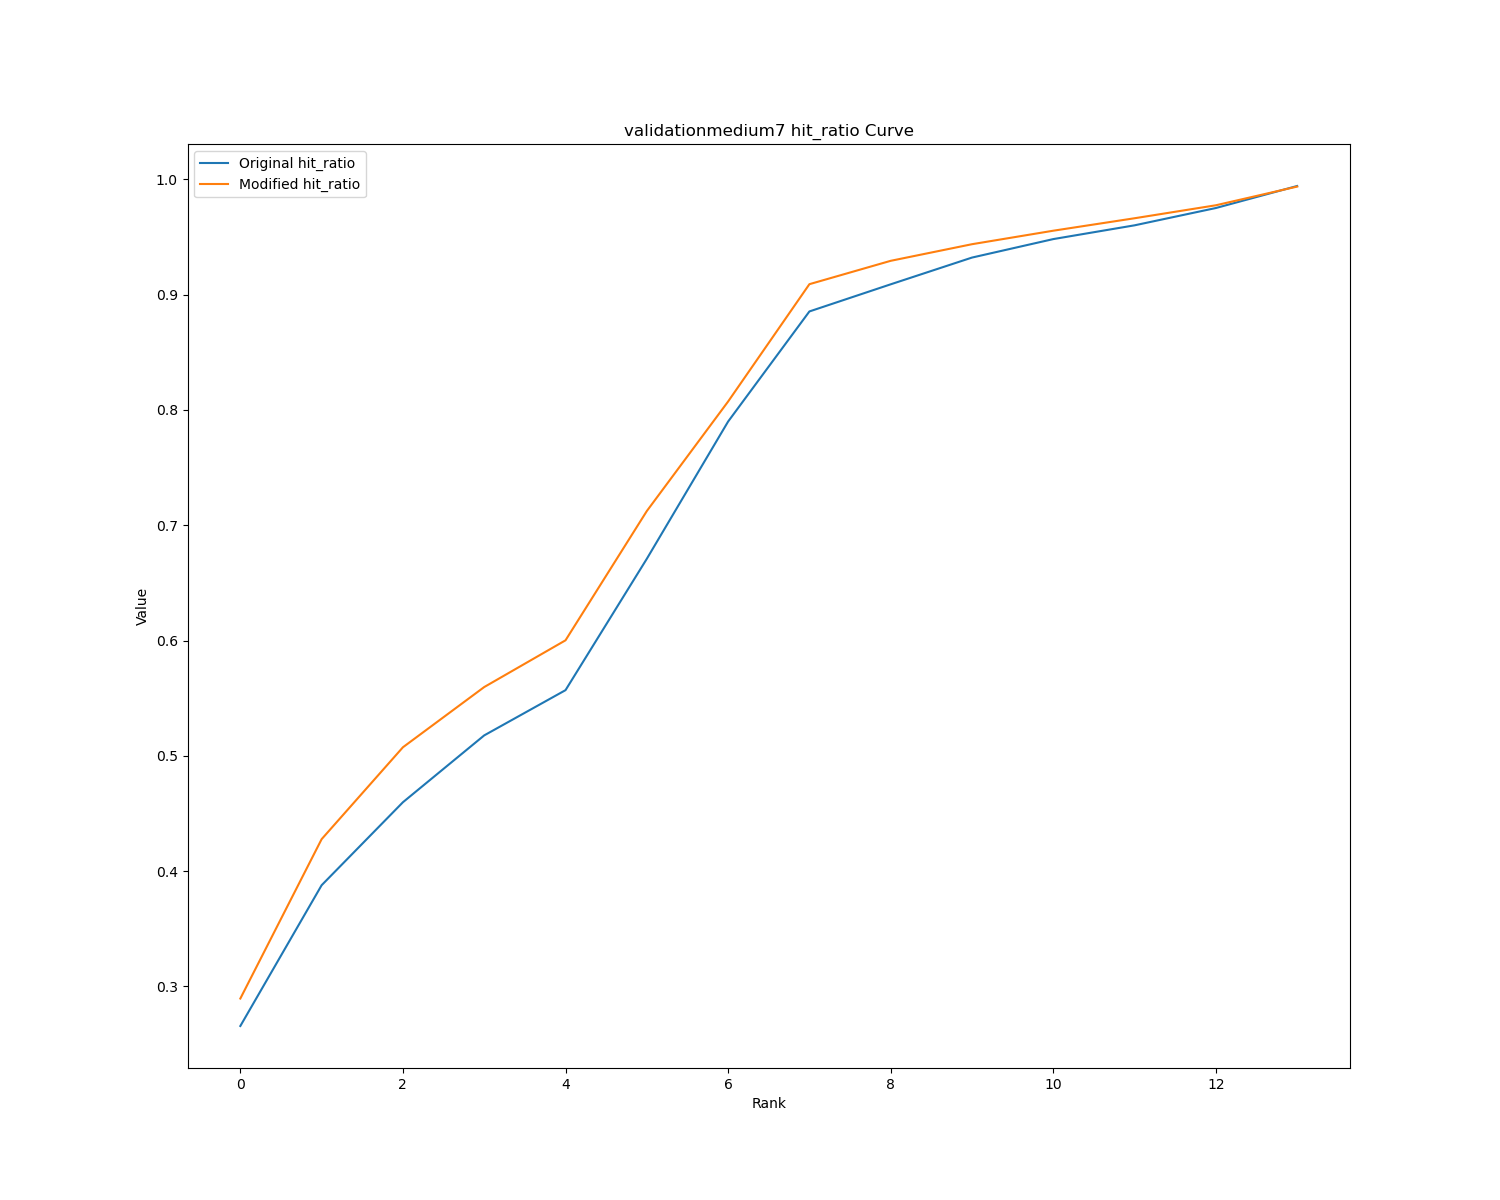 validationmedium7 hit_ratio Curve
Original hit_ratio
Modified hit_ratio
1.0
0.9
0.8
0.7
0.6
0.5
0.4
0.3
Value
0 2 4 6 8 10 12
Rank